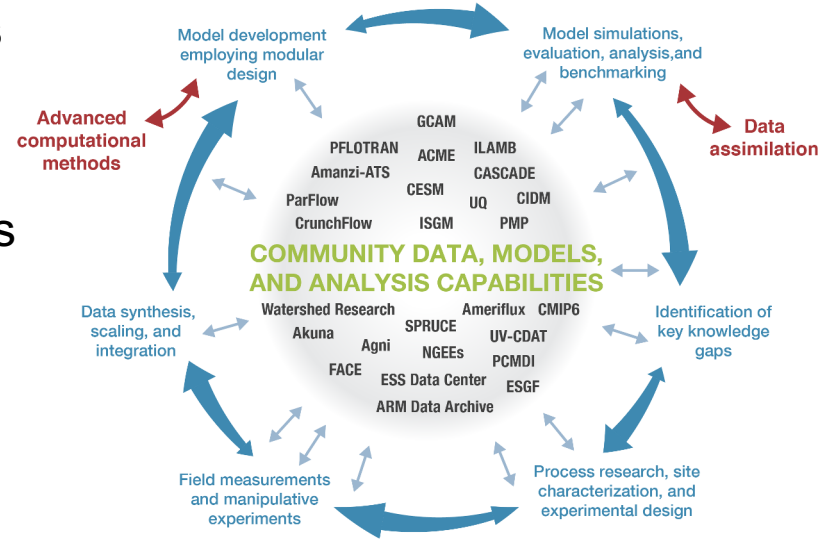 s
Model development
employing modular
design
Model simulations,
evaluation, analysis,and
benchmarking
Advanced
computational
methods
Data
assimilation
GCAM
PFLOTRAN
ACME
ILAMB
Amanzi-ATS
CASCADE
CESM
ParFlow
UQ
CIDM
CrunchFlow
ISGM
PMP
s
COMMUNITY DATA, MODELS,
AND ANALYSIS CAPABILITIES
Watershed Research
Ameriflux
CMIP6
Akuna
SPRUCE
UV-CDAT
Agni
NGEEs
PCMDI
FACE
ESS Data Center
ESGF
ARM Data Archive
Data synthesis,
scaling, and
integration
Identification of
key knowledge
gaps
Field measurements
and manipulative
experiments
Process research, site
characterization, and
experimental design